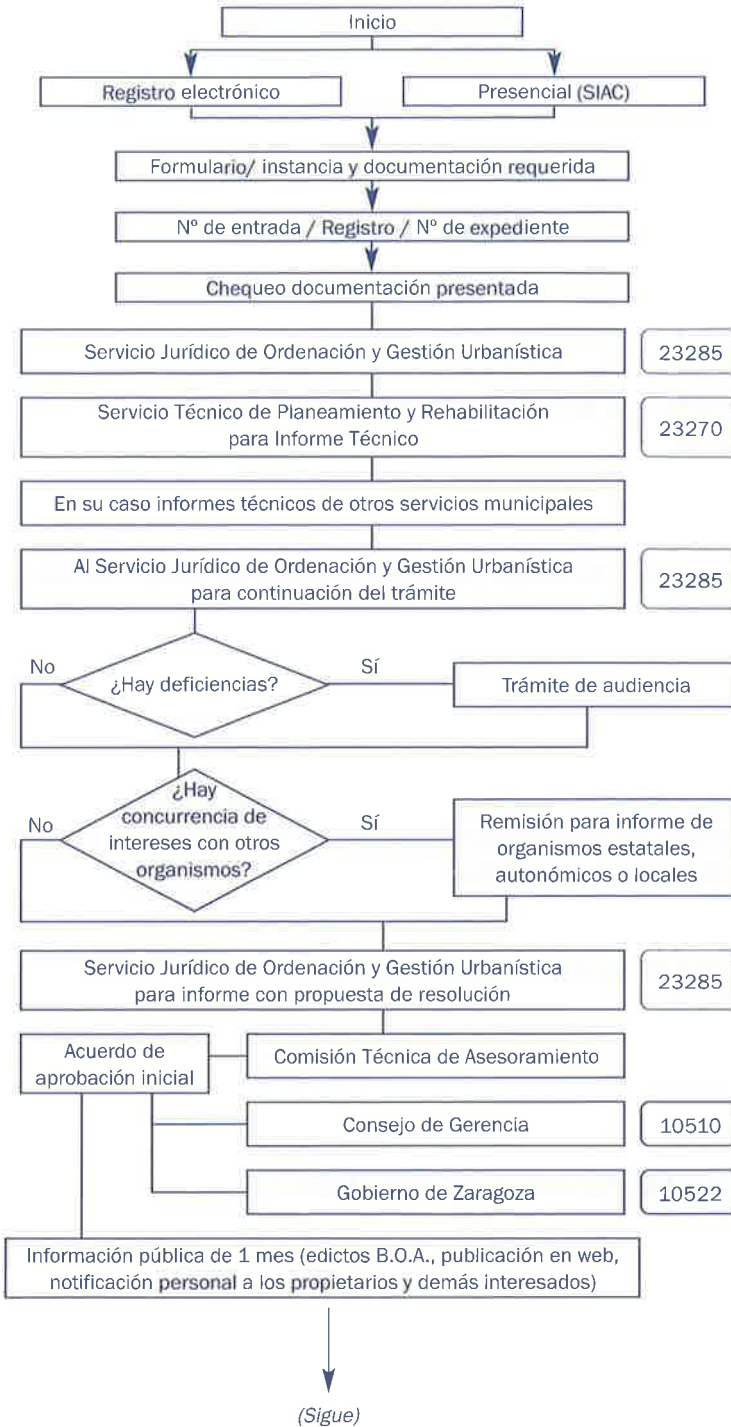 Inicio
Registro electrónico
Presencial (SIAC)
Formulario/ instancia y documentación requerida
Nº de entrada / Registro / Nº de expediente
Chequeo documentación presentada
Servicio Jurídico de Ordenación y Gestión Urbanística
23285
Servicio Técnico de Planeamiento y Rehabilitación
para Informe Técnico
23270
En su caso informes técnicos de otros servicios municipales
Al Servicio Jurídico de Ordenación y Gestión Urbanística
para continuación del trámite
23285
No
¿Hay deficiencias?
Sí
Trámite de audiencia
No
¿Hay
concurrencia de
intereses con otros
organismos?
Sí
Remisión para informe de
organismos estatales,
autonómicos o locales
Servicio Jurídico de Ordenación y Gestión Urbanística
para informe con propuesta de resolución
23285
Acuerdo de
aprobación inicial
Comisión Técnica de Asesoramiento
Consejo de Gerencia
10510
Gobierno de Zaragoza
10522
Información pública de 1 mes (edictos B.O.A., publicación en web,
notificación personal a los propietarios y demás interesados)
(Sigue)